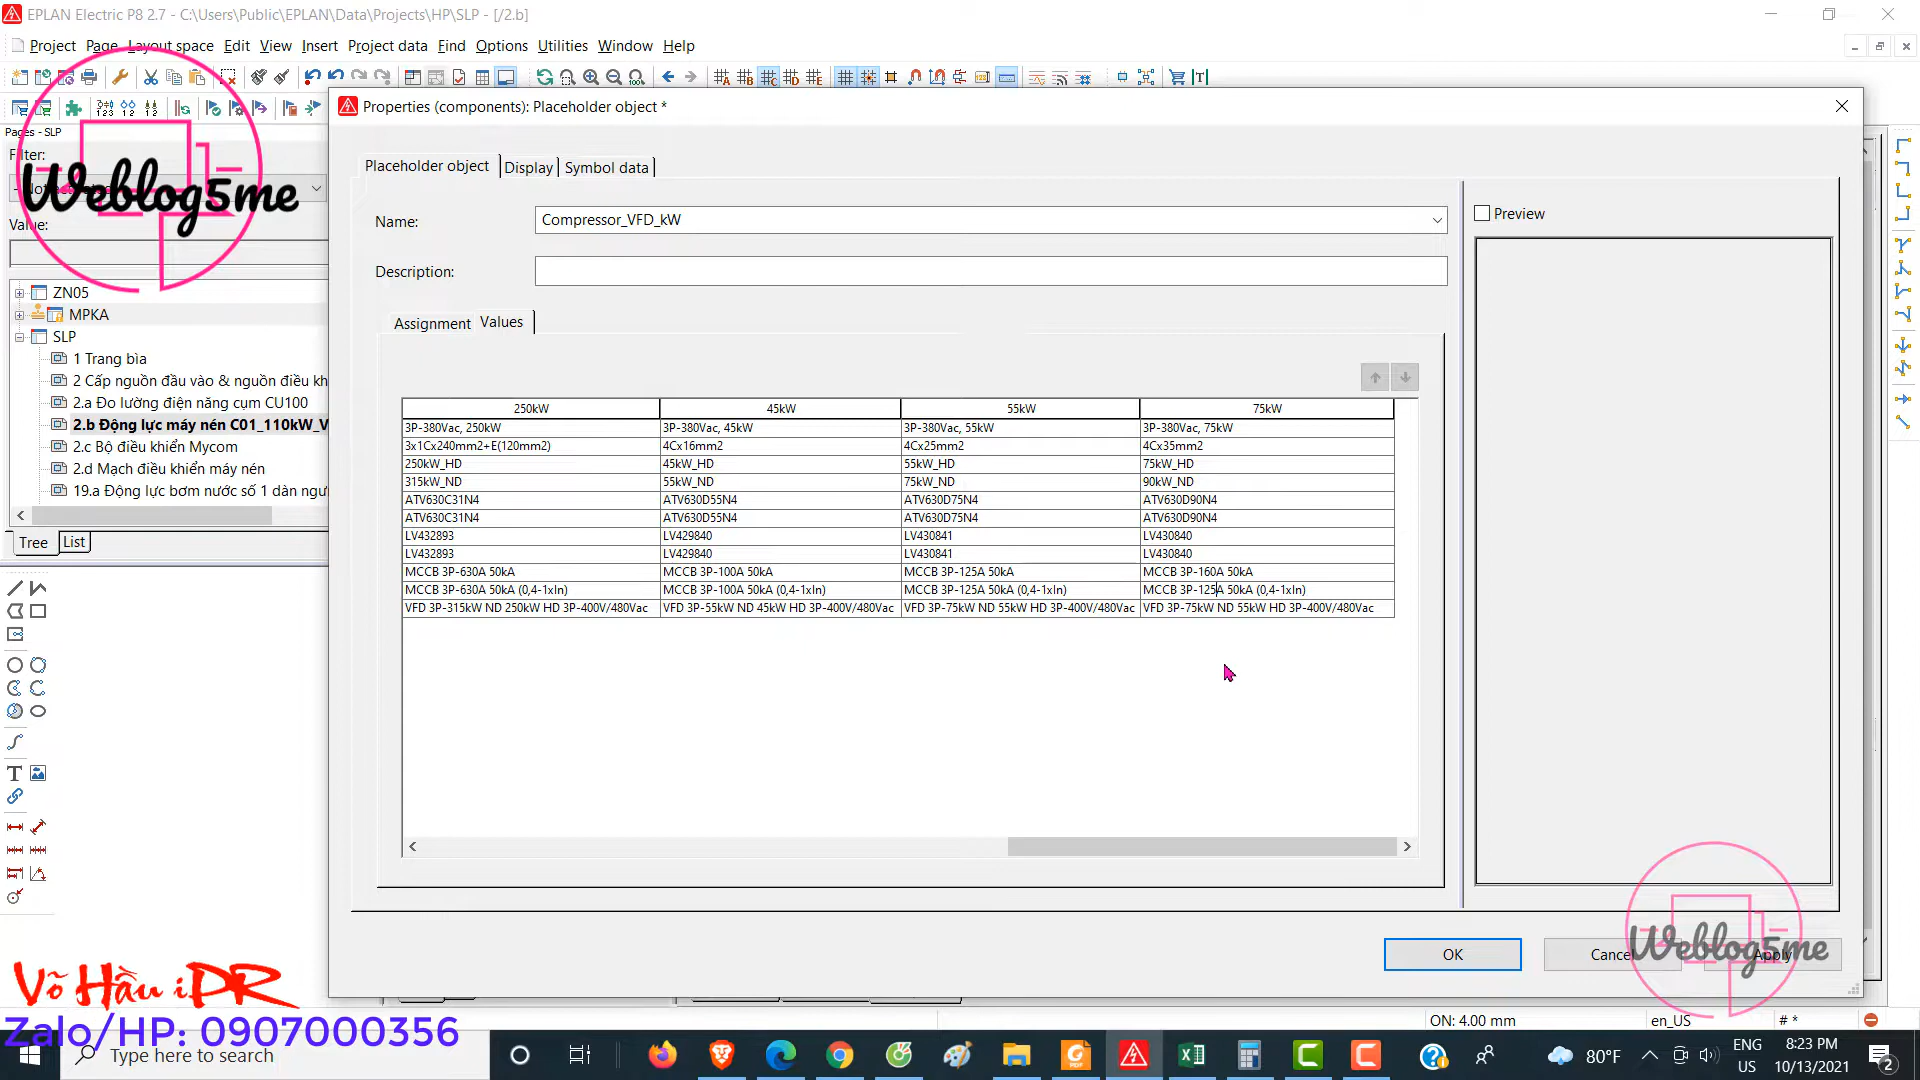 EPLAN Electric P8 2.7 - C:\Users\Public\EPLAN\Data\Projects\HP\SLP - [/2.b]
Project Page Layout space Edit View Insert Project data Find Options Utilities Window Help
Pages - SLP
Filter:
Value:
ZN05
MPKA
SLP
1 Trang bìa
2 Cấp nguồn đầu vào & nguồn điều kh
2.a Đo lường điện năng cụm CU100
2.b Động lực máy nén C01_110kW_V
2.c Bộ điều khiển Mycom
2.d Mạch điều khiển máy nén
19.a Động lực bơm nước số 1 dàn ngư
Tree List
Weblog5me
Properties (components): Placeholder object *
Placeholder object Display Symbol data
Name: Compressor_VFD_kW
Description:
Assignment Values
Preview
250kW 45kW 55kW 75kW
3P-380Vac, 250kW 3P-380Vac, 45kW 3P-380Vac, 55kW 3P-380Vac, 75kW
3x1Cx240mm2+E(120mm2) 4Cx16mm2 4Cx25mm2 4Cx35mm2
250kW_HD 45kW_HD 55kW_HD 75kW_HD
315kW_ND 55kW_ND 75kW_ND 90kW_ND
ATV630C31N4 ATV630D55N4 ATV630D75N4 ATV630D90N4
ATV630C31N4 ATV630D55N4 ATV630D75N4 ATV630D90N4
LV432893 LV429840 LV430841 LV430840
LV432893 LV429840 LV430841 LV430840
MCCB 3P-630A 50kA MCCB 3P-100A 50kA MCCB 3P-125A 50kA MCCB 3P-160A 50kA
MCCB 3P-630A 50kA (0,4-1xIn) MCCB 3P-100A 50kA (0,4-1xIn) MCCB 3P-125A 50kA (0,4-1xIn) MCCB 3P-125A 50kA (0,4-1xIn)
VFD 3P-315kW ND 250kW HD 3P-400V/480Vac VFD 3P-55kW ND 45kW HD 3P-400V/480Vac VFD 3P-75kW ND 55kW HD 3P-400V/480Vac VFD 3P-75kW ND 55kW HD 3P-400V/480Vac
OK Cancel Apply
Weblog5me
Võ Hầu iDR
Zalo/HP: 0907000356
ON: 4.00 mm en_US # *
Type here to search
80°F
ENG
US
8:23 PM
10/13/2021
2